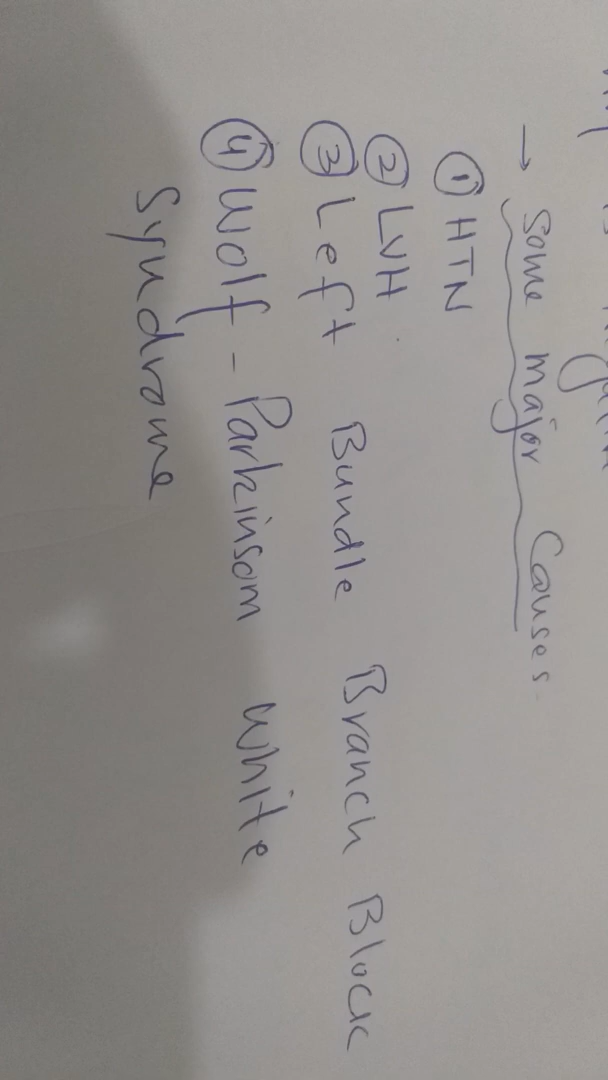 → Some major Causes.
① HTN
② LVH
③ Left Bundle Branch Block
④ Wolf - Parkinsom White
Syndrome